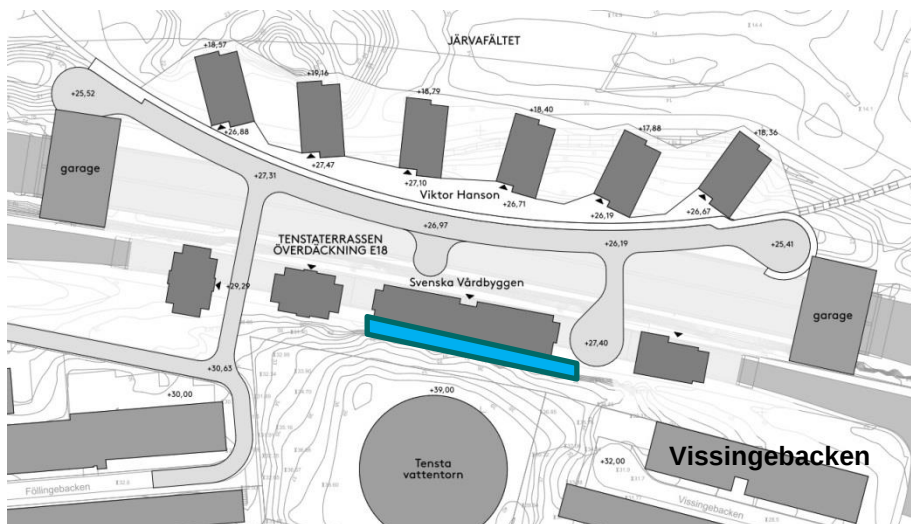 JÄRVAFÄLTET
+18,57
+19,16
+18,79
+18,40
+17,88
+18,36
+25,52
+26,88
+27,47
garage
+27,31
+27,10
+26,71
+26,19
+26,67
Viktor Hanson
+26,97
+26,19
+25,41
TENSTATERRASSEN
ÖVERDÄCKNING E18
Svenska Vårdbyggen
+29,29
garage
+27,40
+30,63
+30,00
+39,00
Tensta
vattentorn
+32,00
Vissingebacken
Föllingebacken
Vissingebacken